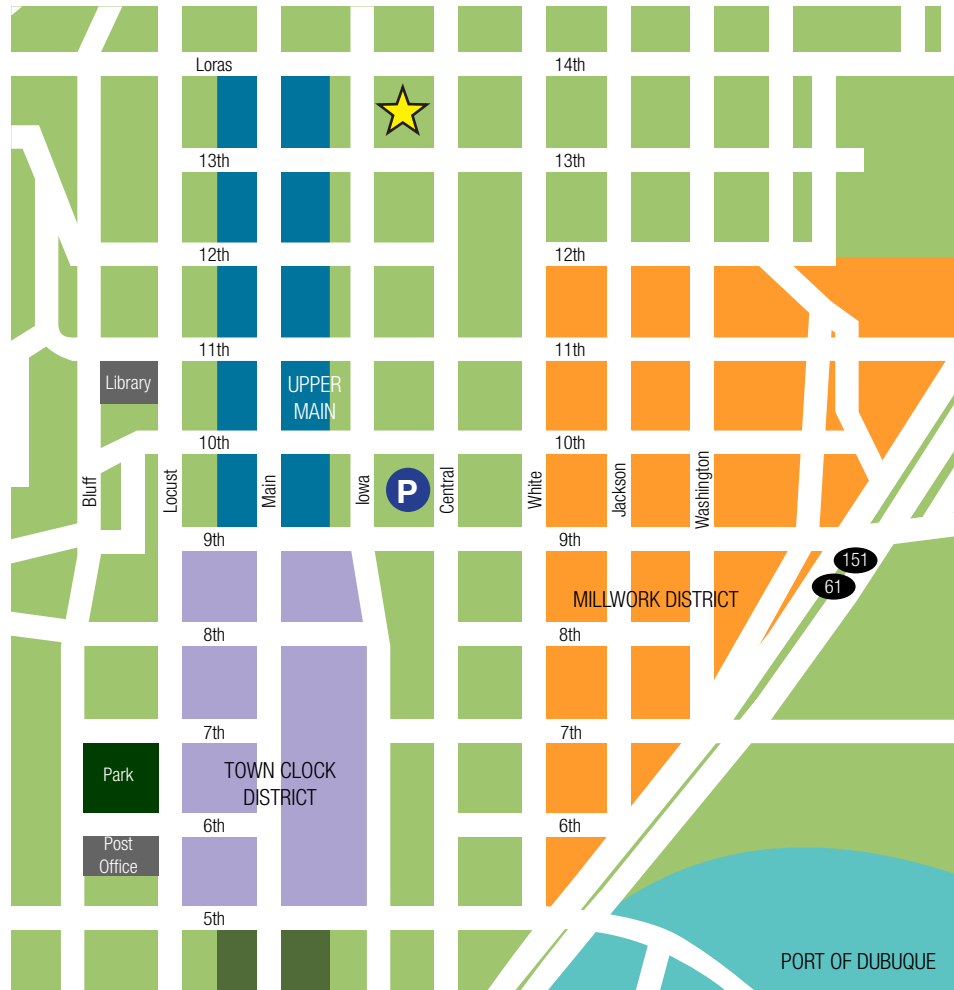 Loras
14th
13th
13th
12th
12th
11th
11th
Library
UPPER
MAIN
10th
10th
Bluff
Locust
Main
Iowa
P
Central
White
Jackson
Washington
9th
9th
151
61
MILLWORK DISTRICT
8th
8th
7th
7th
Park
TOWN CLOCK
DISTRICT
6th
6th
Post
Office
5th
PORT OF DUBUQUE